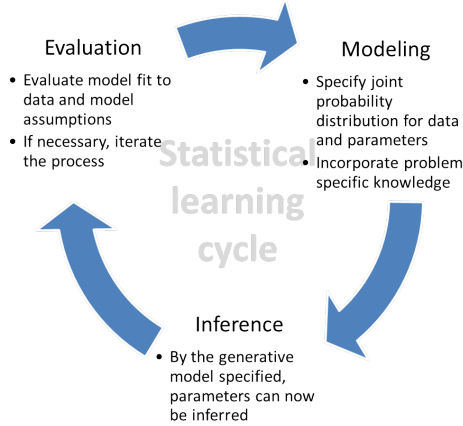 Evaluation
• Evaluate model fit to
data and model
assumptions
• If necessary, iterate
the process
Modeling
• Specify joint
probability
distribution for data
and parameters
• Incorporate problem
specific knowledge
Statistical
learning
cycle
Inference
• By the generative
model specified,
parameters can now
be inferred